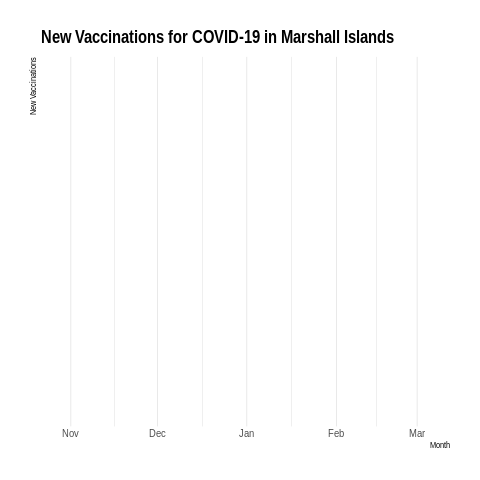 New Vaccinations for COVID-19 in Marshall Islands
New Vaccinations
Nov Dec Jan Feb Mar
Month